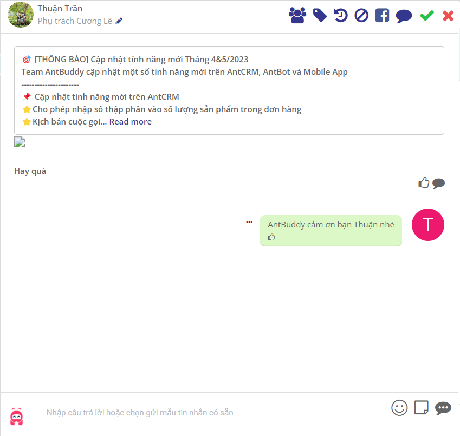 Thuận Trần
Phụ trách Cương Lê
[THÔNG BÁO] Cập nhật tính năng mới Tháng 4&5/2023
Team AntBuddy cập nhật một số tính năng mới trên AntCRM, AntBot và Mobile App
----------------------
Cập nhật tính năng mới trên AntCRM
Cho phép nhập số thập phân vào số lượng sản phẩm trong đơn hàng
Kịch bản cuộc gọi... Read more
Hay quà
AntBuddy cảm ơn bạn Thuận nhé
T
Nhập câu trả lời hoặc chọn gửi mẫu tin nhắn có sẵn